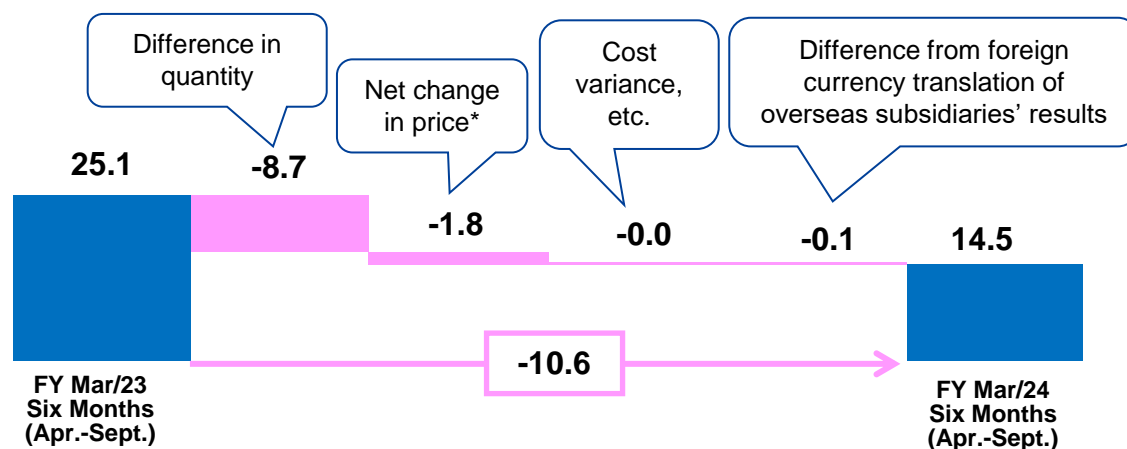 Difference in
quantity
Net change
in price*
Cost
variance,
etc.
Difference from foreign
currency translation of
overseas subsidiaries’ results
25.1
-8.7
-1.8
-0.0
-0.1
14.5
-10.6
FY Mar/23
Six Months
(Apr.-Sept.)
FY Mar/24
Six Months
(Apr.-Sept.)